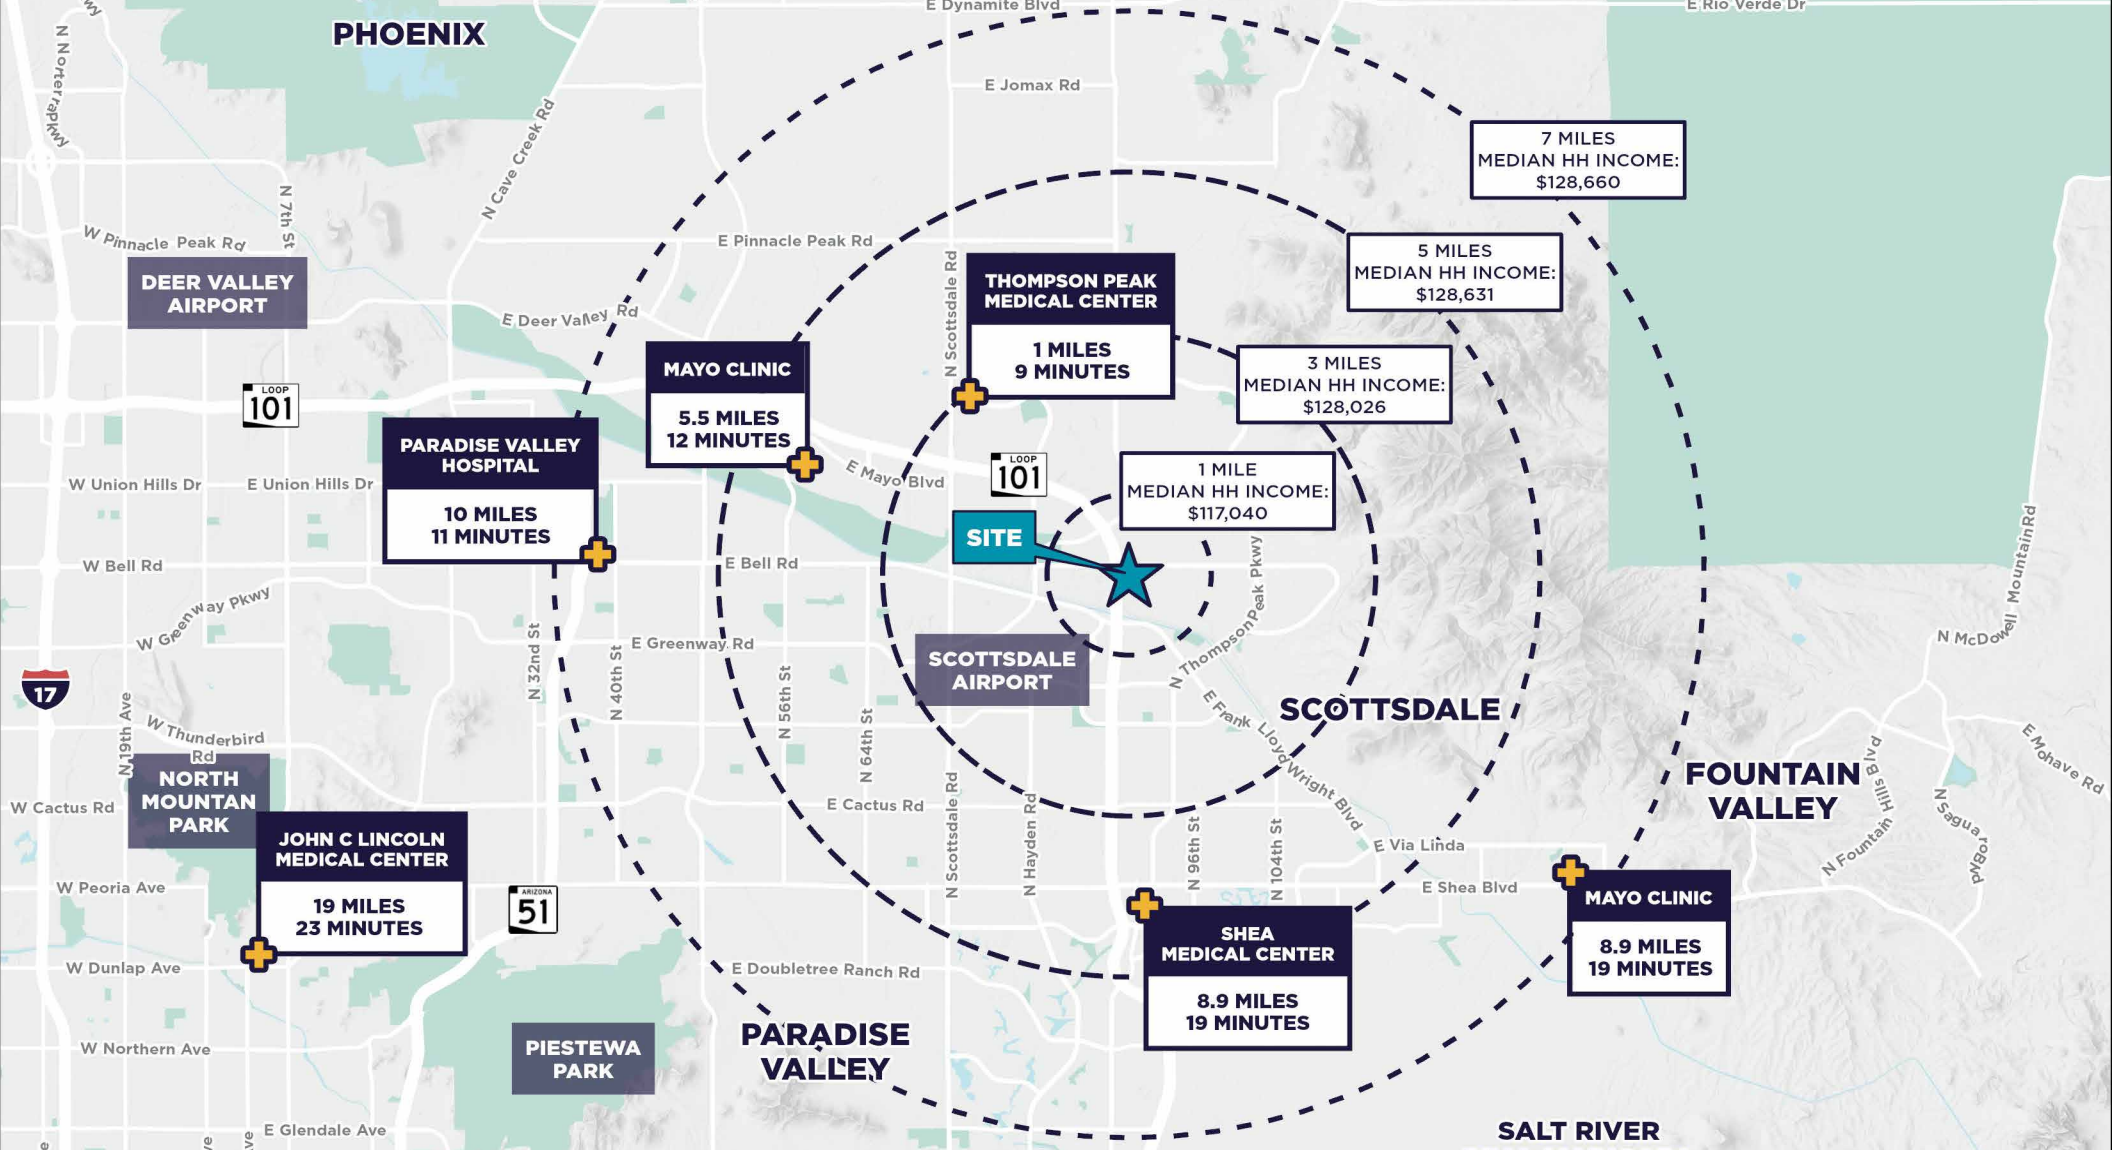 E Dynamite Blvd
E Rio Verde Dr
PHOENIX
N Norterra Pkwy
E Jomax Rd
N Cave Creek Rd
7 MILES
MEDIAN HH INCOME:
$128,660
N 7th St
W Pinnacle Peak Rd
E Pinnacle Peak Rd
5 MILES
MEDIAN HH INCOME:
$128,631
DEER VALLEY
AIRPORT
N Scottsdale Rd
THOMPSON PEAK
MEDICAL CENTER
1 MILES
9 MINUTES
E Deer Valley Rd
MAYO CLINIC
5.5 MILES
12 MINUTES
3 MILES
MEDIAN HH INCOME:
$128,026
LOOP
101
PARADISE VALLEY
HOSPITAL
10 MILES
11 MINUTES
E Mayo Blvd
LOOP
101
1 MILE
MEDIAN HH INCOME:
$117,040
W Union Hills Dr
E Union Hills Dr
SITE
W Bell Rd
E Bell Rd
N Thompson Peak Pkwy
N McDowell Mountain Rd
W Greenway Pkwy
E Greenway Rd
N 32nd St
N 40th St
N 56th St
N 64th St
SCOTTSDALE
AIRPORT
17
SCOTTSDALE
E Frank Lloyd Wright Blvd
N 19th Ave
W Thunderbird
Rd
NORTH
MOUNTAN
PARK
FOUNTAIN
VALLEY
E Mohave Rd
N Fountain Hills Blvd
N Saguaro Blvd
W Cactus Rd
E Cactus Rd
N Scottsdale Rd
N Hayden Rd
N 96th St
N 104th St
E Via Linda
JOHN C LINCOLN
MEDICAL CENTER
19 MILES
23 MINUTES
W Peoria Ave
E Shea Blvd
ARIZONA
51
MAYO CLINIC
8.9 MILES
19 MINUTES
SHEA
MEDICAL CENTER
8.9 MILES
19 MINUTES
W Dunlap Ave
E Doubletree Ranch Rd
PARADISE
VALLEY
W Northern Ave
PIESTEWA
PARK
E Glendale Ave
SALT RIVER